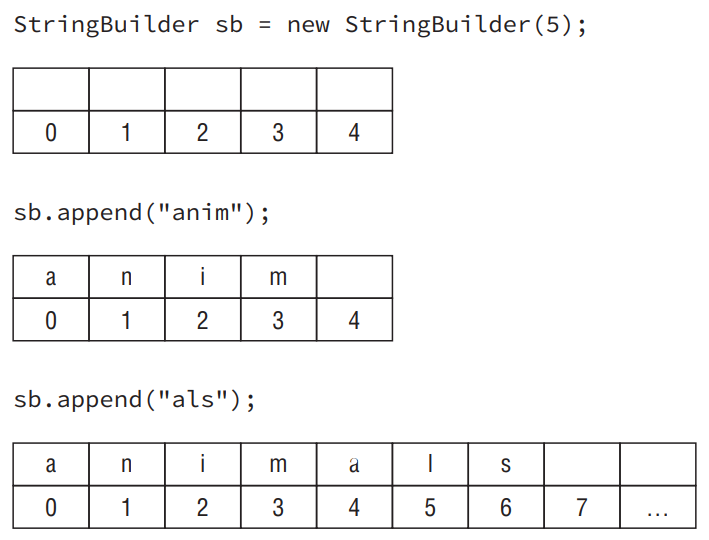 StringBuilder sb = new StringBuilder(5);
0 1 2 3 4
sb.append("anim");
a n i m
0 1 2 3 4
sb.append("als");
a n i m a l s
0 1 2 3 4 5 6 7 ...